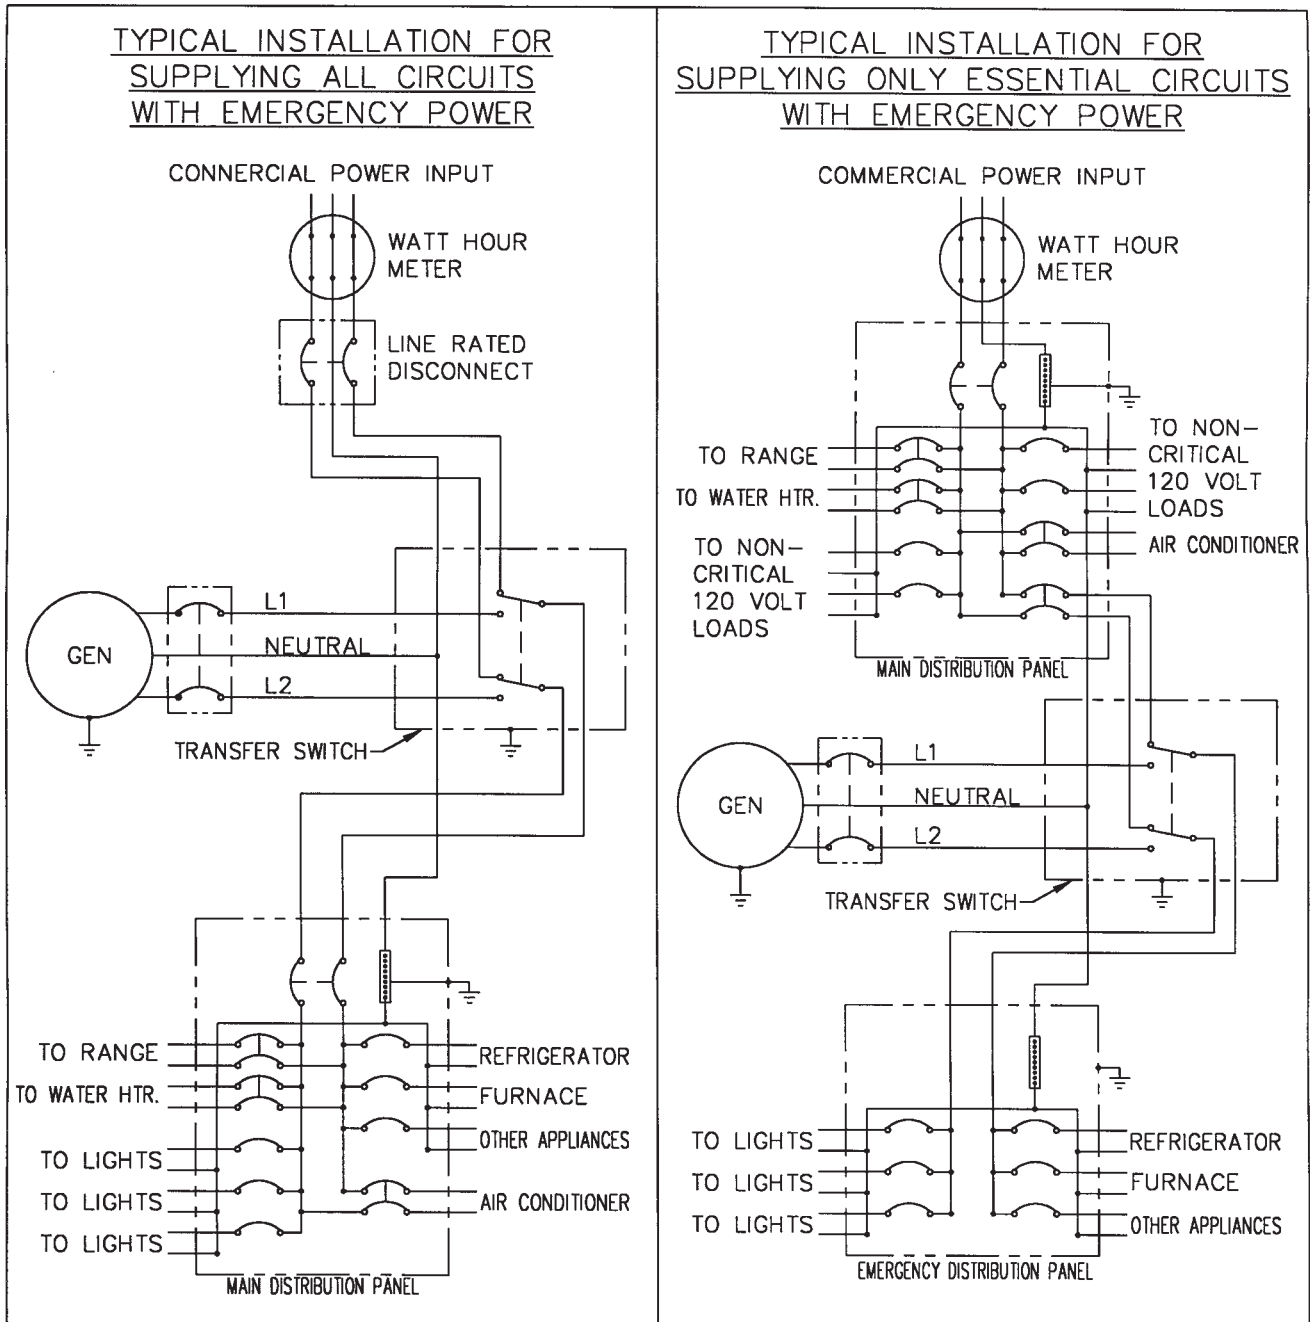 TYPICAL INSTALLATION FOR
SUPPLYING ALL CIRCUITS
WITH EMERGENCY POWER
CONNERCIAL POWER INPUT
WATT HOUR
METER
LINE RATED
DISCONNECT
L1
GEN
NEUTRAL
L2
TRANSFER SWITCH
TO RANGE
REFRIGERATOR
TO WATER HTR.
FURNACE
OTHER APPLIANCES
TO LIGHTS
TO LIGHTS
AIR CONDITIONER
TO LIGHTS
MAIN DISTRIBUTION PANEL
TYPICAL INSTALLATION FOR
SUPPLYING ONLY ESSENTIAL CIRCUITS
WITH EMERGENCY POWER
COMMERCIAL POWER INPUT
WATT HOUR
METER
TO RANGE
TO WATER HTR.
TO NON-
CRITICAL
120 VOLT
LOADS
TO NON-
CRITICAL
120 VOLT
LOADS
AIR CONDITIONER
MAIN DISTRIBUTION PANEL
L1
GEN
NEUTRAL
L2
TRANSFER SWITCH
TO LIGHTS
REFRIGERATOR
TO LIGHTS
FURNACE
TO LIGHTS
OTHER APPLIANCES
EMERGENCY DISTRIBUTION PANEL